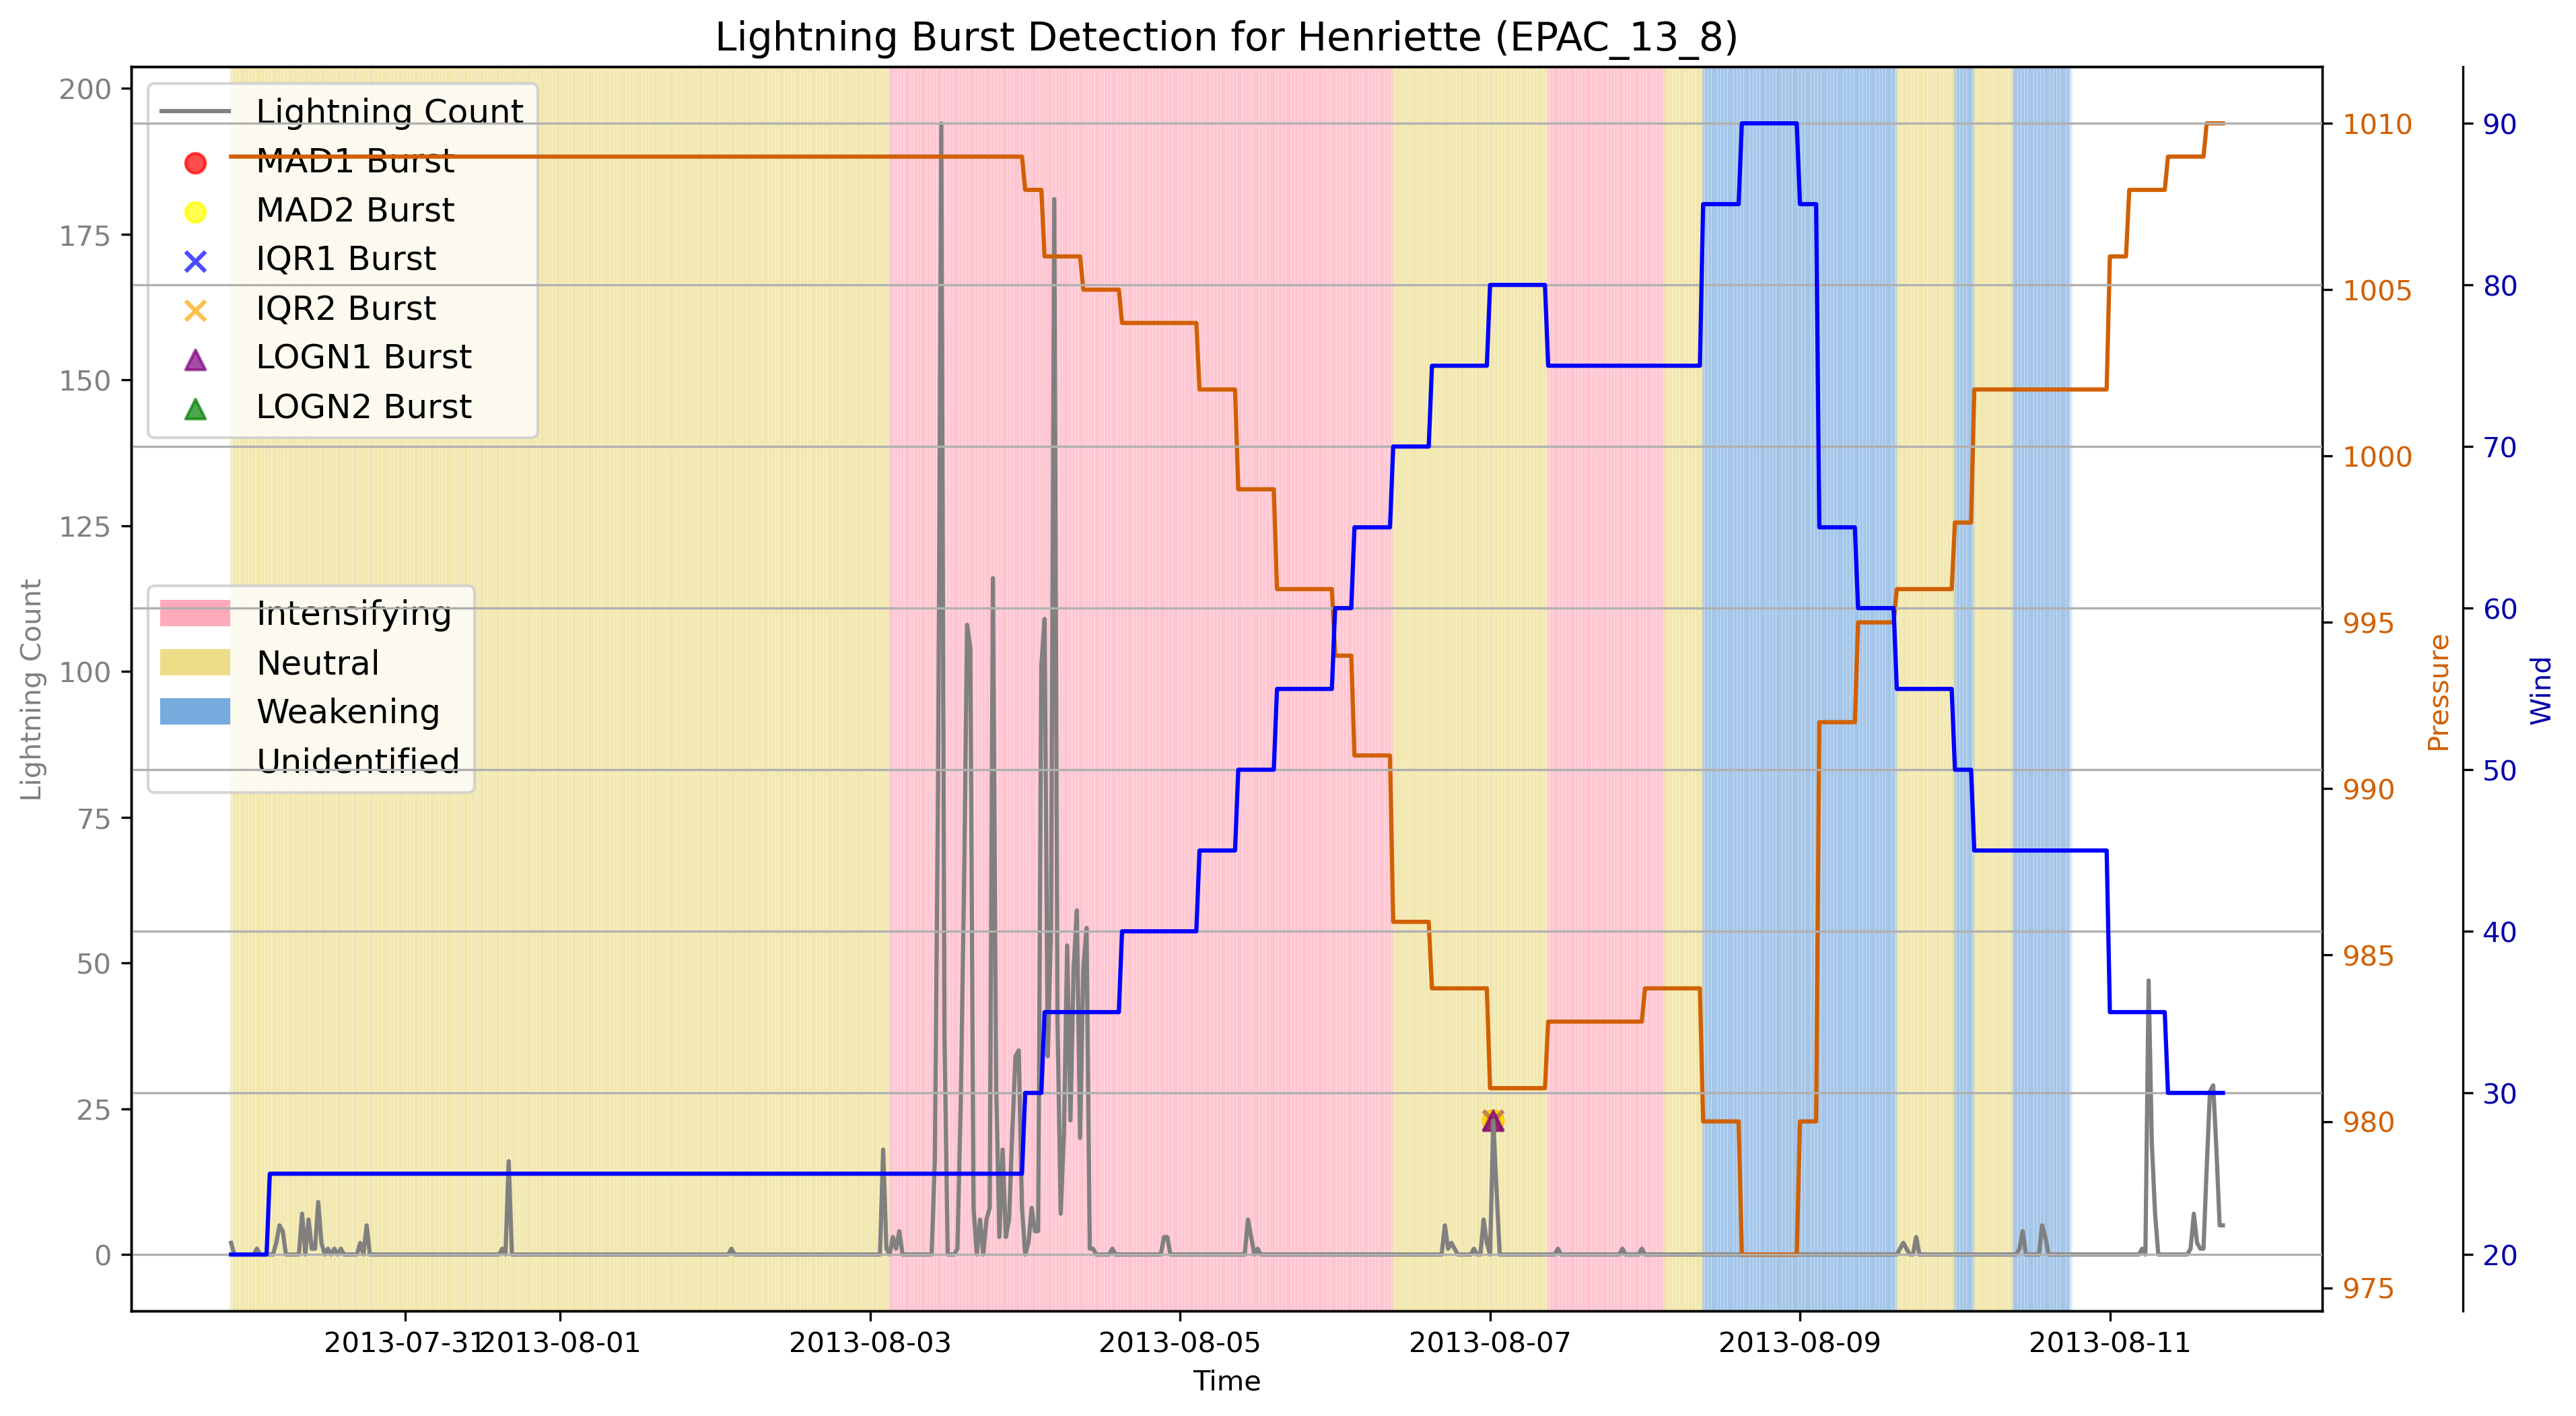 Lightning Burst Detection for Henriette (EPAC_13_8)
Lightning Count
MAD1 Burst
MAD2 Burst
IQR1 Burst
IQR2 Burst
LOGN1 Burst
LOGN2 Burst
Intensifying
Neutral
Weakening
Unidentified
Lightning Count
200
175
150
125
100
75
50
25
0
1010
1005
1000
995
990
985
980
975
Pressure
90
80
70
60
50
40
30
20
Wind
2013-07-31 2013-08-01 2013-08-03 2013-08-05 2013-08-07 2013-08-09 2013-08-11
Time